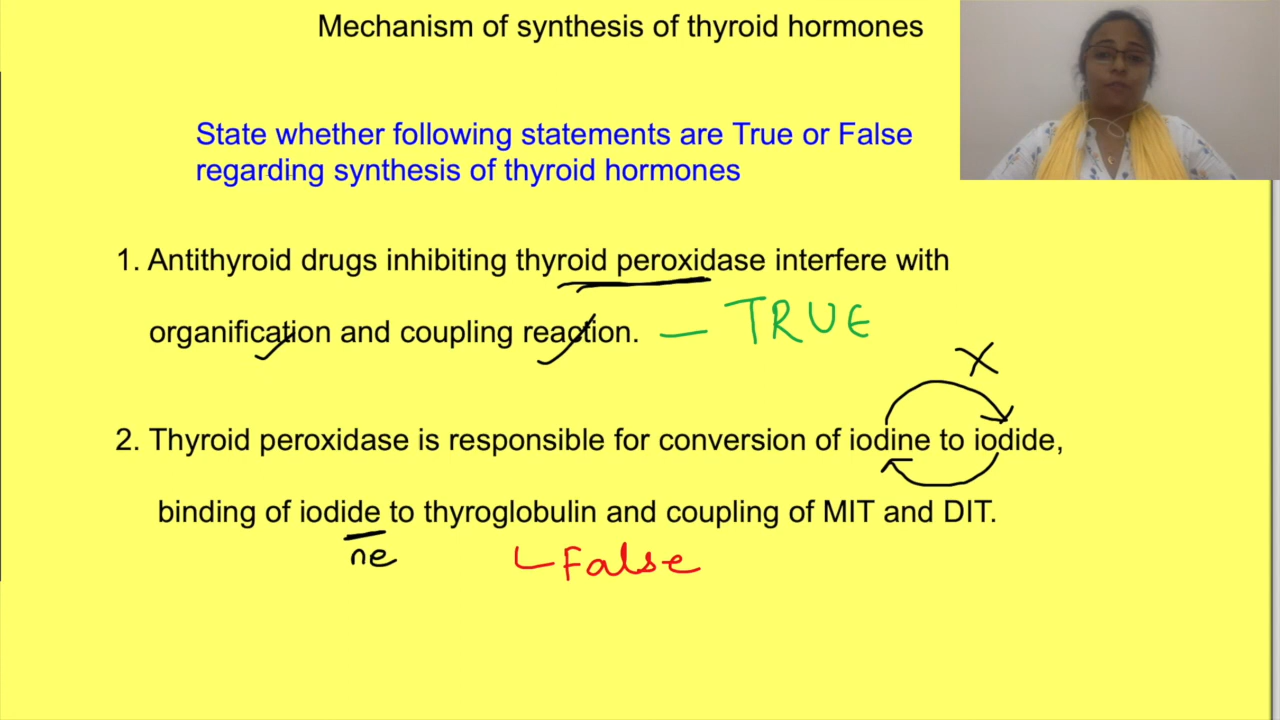 Mechanism of synthesis of thyroid hormones
State whether following statements are True or False
regarding synthesis of thyroid hormones
1. Antithyroid drugs inhibiting thyroid peroxidase interfere with
organification and coupling reaction. – TRUE
X
2. Thyroid peroxidase is responsible for conversion of iodine to iodide,
binding of iodide to thyroglobulin and coupling of MIT and DIT.
ne
False